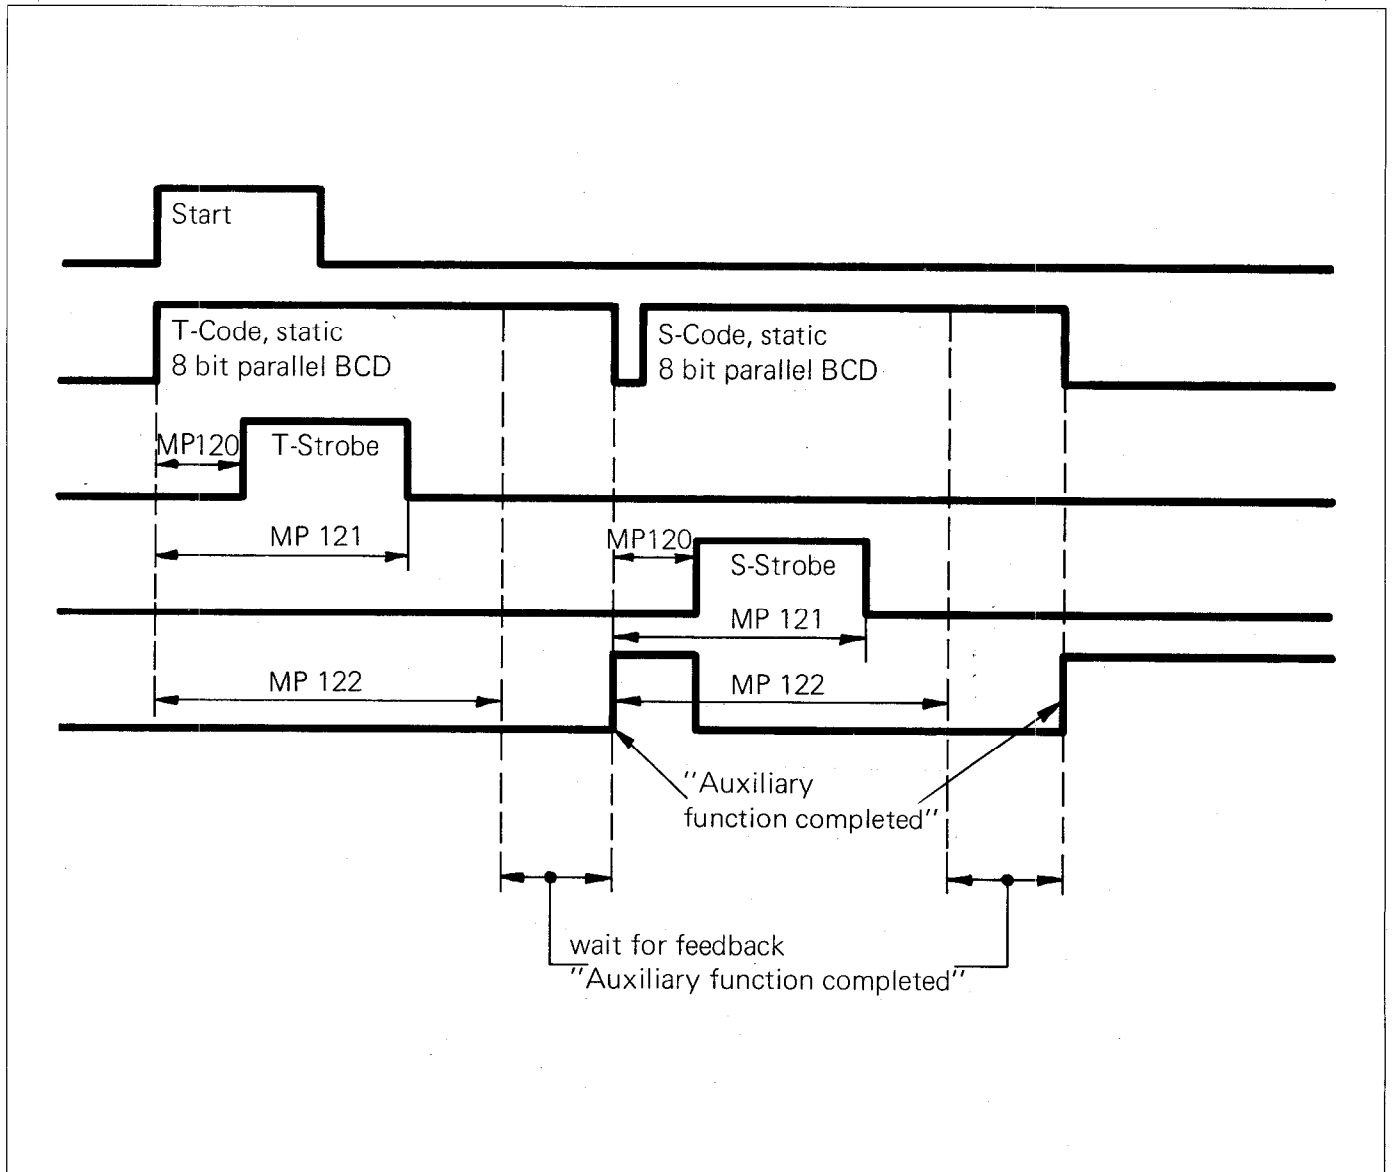 Start
T-Code, static
8 bit parallel BCD
S-Code, static
8 bit parallel BCD
MP120
T-Strobe
MP 121
MP120
S-Strobe
MP 121
MP 122
MP 122
"Auxiliary
function completed"
wait for feedback
"Auxiliary function completed"